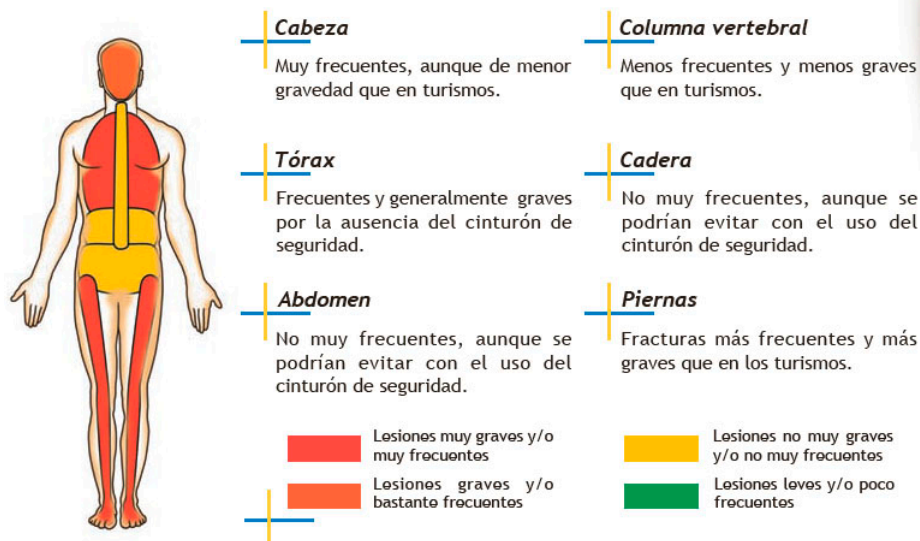 Cabeza
Muy frecuentes, aunque de menor
gravedad que en turismos.
Tórax
Frecuentes y generalmente graves
por la ausencia del cinturón de
seguridad.
Abdomen
No muy frecuentes, aunque se
podrían evitar con el uso del
cinturón de seguridad.
Columna vertebral
Menos frecuentes y menos graves
que en turismos.
Cadera
No muy frecuentes, aunque se
podrían evitar con el uso del
cinturón de seguridad.
Piernas
Fracturas más frecuentes y más
graves que en los turismos.
Lesiones muy graves y/o
muy frecuentes
Lesiones graves y/o
bastante frecuentes
Lesiones no muy graves
y/o no muy frecuentes
Lesiones leves y/o poco
frecuentes